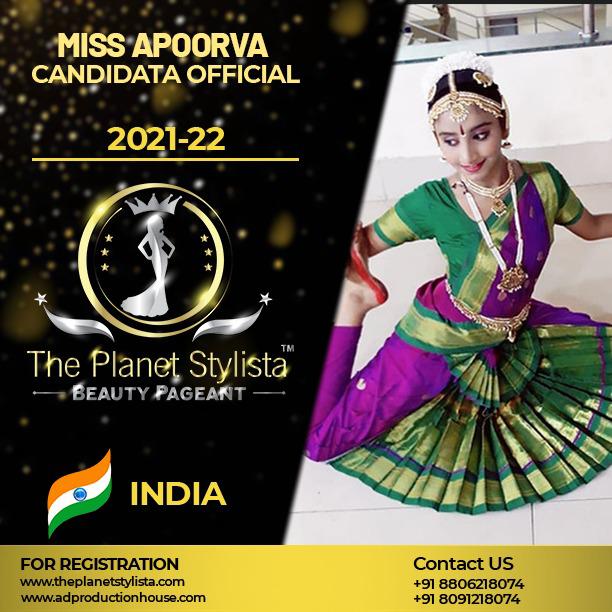 MISS APOORVA
CANDIDATA OFFICIAL
2021-22
The Planet Stylista™
BEAUTY PAGEANT
INDIA
FOR REGISTRATION
www.theplanetstylista.com
www.adproductionhouse.com
Contact US
+91 8806218074
+91 8091218074